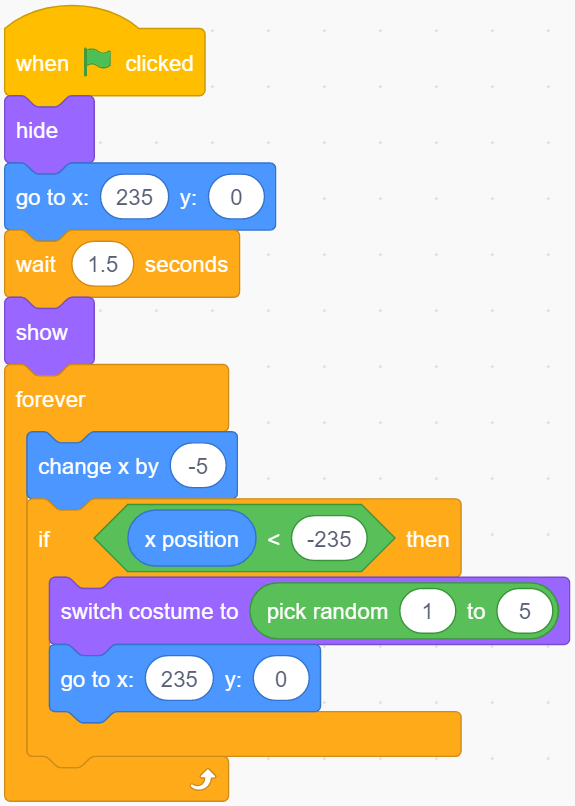 when clicked
hide
go to x: 235 y: 0
wait 1.5 seconds
show
forever
change x by -5
if x position < -235 then
switch costume to pick random 1 to 5
go to x: 235 y: 0